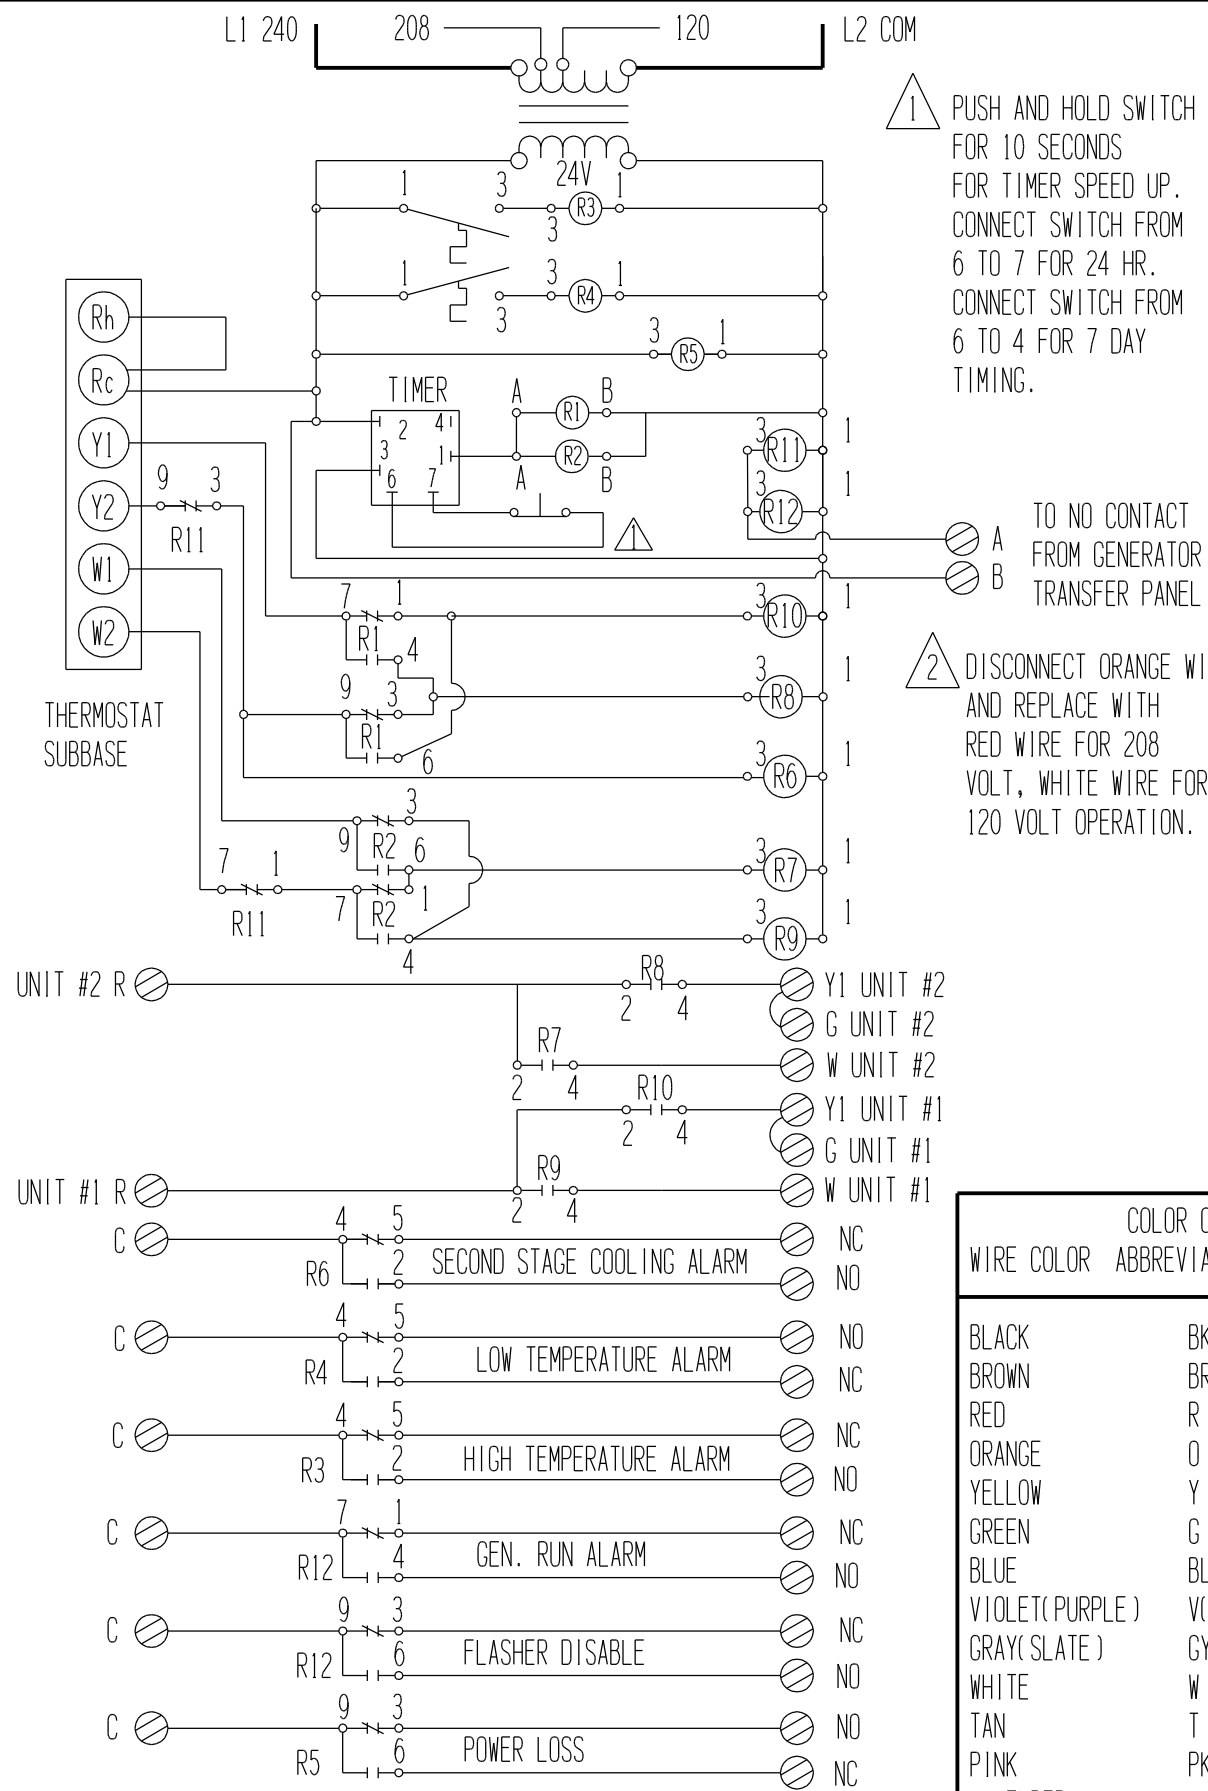 L1 240 208 120 L2 COM
24V
1 3 R3 1
3
1 3 R4 1
3
3 R5 1
1 PUSH AND HOLD SWITCH
FOR 10 SECONDS
FOR TIMER SPEED UP.
CONNECT SWITCH FROM
6 TO 7 FOR 24 HR.
CONNECT SWITCH FROM
6 TO 4 FOR 7 DAY
TIMING.
Rh
Rc
Y1
Y2
W1
W2
THERMOSTAT
SUBBASE
9 3
R11
TIMER
2 4
3 1
6 7
A R1 B
A R2 B
1
3 R11 1
3 R12 1
A
B
TO NO CONTACT
FROM GENERATOR
TRANSFER PANEL
7 1
R1 4
3 R10 1
9 3
R1 6
3 R8 1
3 R6 1
2 DISCONNECT ORANGE WI
AND REPLACE WITH
RED WIRE FOR 208
VOLT, WHITE WIRE FOR
120 VOLT OPERATION.
3
9 R2 6
7 1
R11
7 R2 1
4
3 R7 1
3 R9 1
UNIT #2 R R8 Y1 UNIT #2
2 4
G UNIT #2
R7
W UNIT #2
2 4
R10 Y1 UNIT #1
2 4
G UNIT #1
UNIT #1 R R9 W UNIT #1
2 4
C 4 5 NC
R6 2 SECOND STAGE COOLING ALARM NO
C 4 5 NO
R4 2 LOW TEMPERATURE ALARM NC
C 4 5 NC
R3 2 HIGH TEMPERATURE ALARM NO
C 7 1 NC
R12 4 GEN. RUN ALARM NO
C 9 3 NC
R12 6 FLASHER DISABLE NO
C 9 3 NO
R5 6 POWER LOSS NC
COLOR C
WIRE COLOR ABBREVIA
BLACK BK
BROWN BR
RED R
ORANGE O
YELLOW Y
GREEN G
BLUE BL
VIOLET(PURPLE) V(
GRAY(SLATE) GY
WHITE W
TAN T
PINK PK